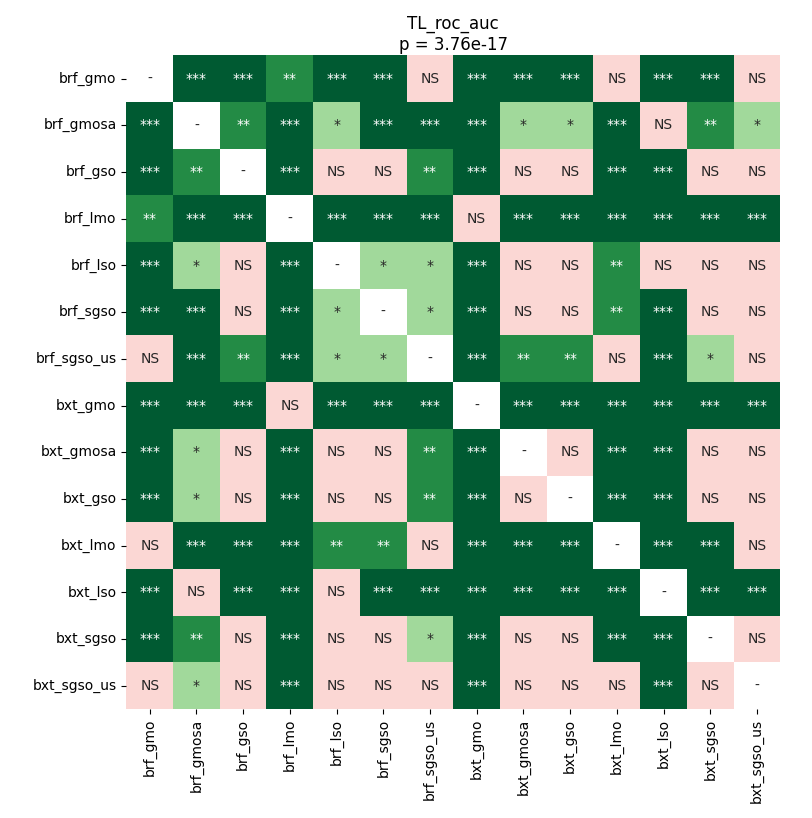 TL_roc_auc
p = 3.76e-17
brf_gmo - *** *** ** *** *** NS *** *** *** NS *** *** NS
brf_gmosa *** - ** *** * *** *** *** * * *** NS ** *
brf_gso *** ** - *** NS NS ** *** NS NS *** *** NS NS
brf_lmo ** *** *** - *** *** *** NS *** *** *** *** *** ***
brf_lso *** * NS *** - * * *** NS NS ** NS NS NS
brf_sgso *** *** NS *** * - * *** NS NS ** *** NS NS
brf_sgso_us NS *** ** *** * * - *** ** ** NS *** * NS
bxt_gmo *** *** *** NS *** *** *** - *** *** *** *** *** ***
bxt_gmosa *** * NS *** NS NS ** *** - NS *** *** NS NS
bxt_gso *** * NS *** NS NS ** *** NS - *** *** NS NS
bxt_lmo NS *** *** *** ** ** NS *** *** *** - *** *** NS
bxt_lso *** NS *** *** NS *** *** *** *** *** *** - *** ***
bxt_sgso *** ** NS *** NS NS * *** NS NS *** *** - NS
bxt_sgso_us NS * NS *** NS NS NS *** NS NS NS *** NS -
brf_gmo
brf_gmosa
brf_gso
brf_lmo
brf_lso
brf_sgso
brf_sgso_us
bxt_gmo
bxt_gmosa
bxt_gso
bxt_lmo
bxt_lso
bxt_sgso
bxt_sgso_us